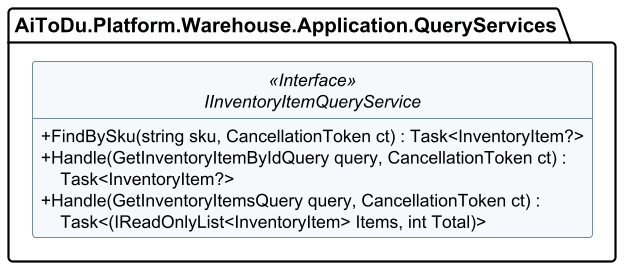 AiToDu.Platform.Warehouse.Application.QueryServices
«Interface»
IInventoryItemQueryService
+FindBySku(string sku, CancellationToken ct) : Task<InventoryItem?>
+Handle(GetInventoryItemByIdQuery query, CancellationToken ct) :
Task<InventoryItem?>
+Handle(GetInventoryItemsQuery query, CancellationToken ct) :
Task<(IReadOnlyList<InventoryItem> Items, int Total)>